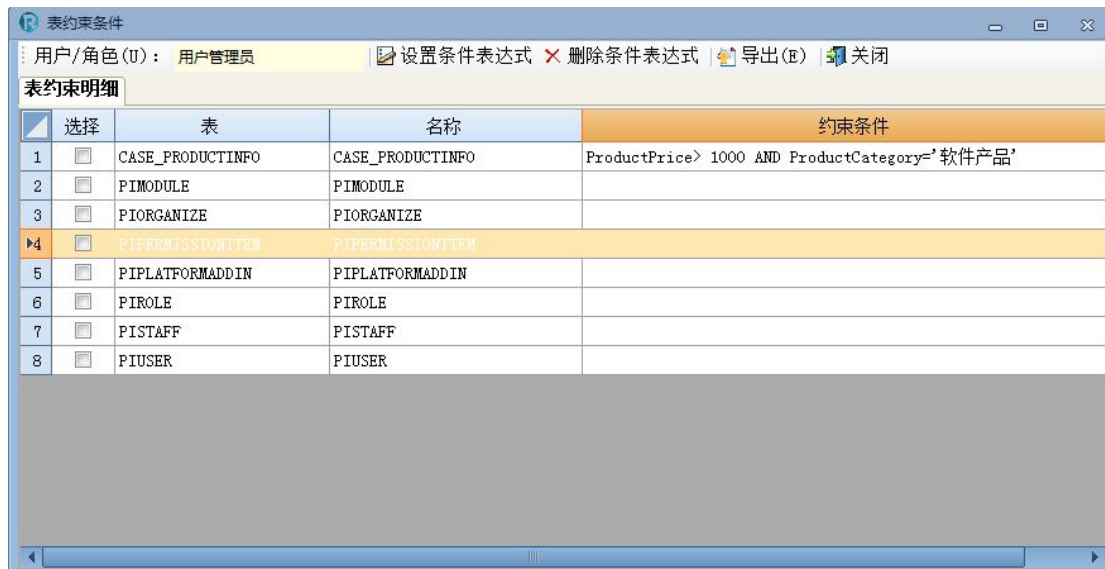 表约束条件
用户/角色(U): 用户管理员 设置条件表达式 删除条件表达式 导出(E) 关闭
表约束明细
选择 表 名称 约束条件
1 CASE_PRODUCTINFO CASE_PRODUCTINFO ProductPrice> 1000 AND ProductCategory='软件产品'
2 PIMODULE PIMODULE
3 PIORGANIZE PIORGANIZE
4 PIPERMISSIONITEM PIPERMISSIONITEM
5 PIPLATFORMADDIN PIPLATFORMADDIN
6 PIROLE PIROLE
7 PISTAFF PISTAFF
8 PIUSER PIUSER